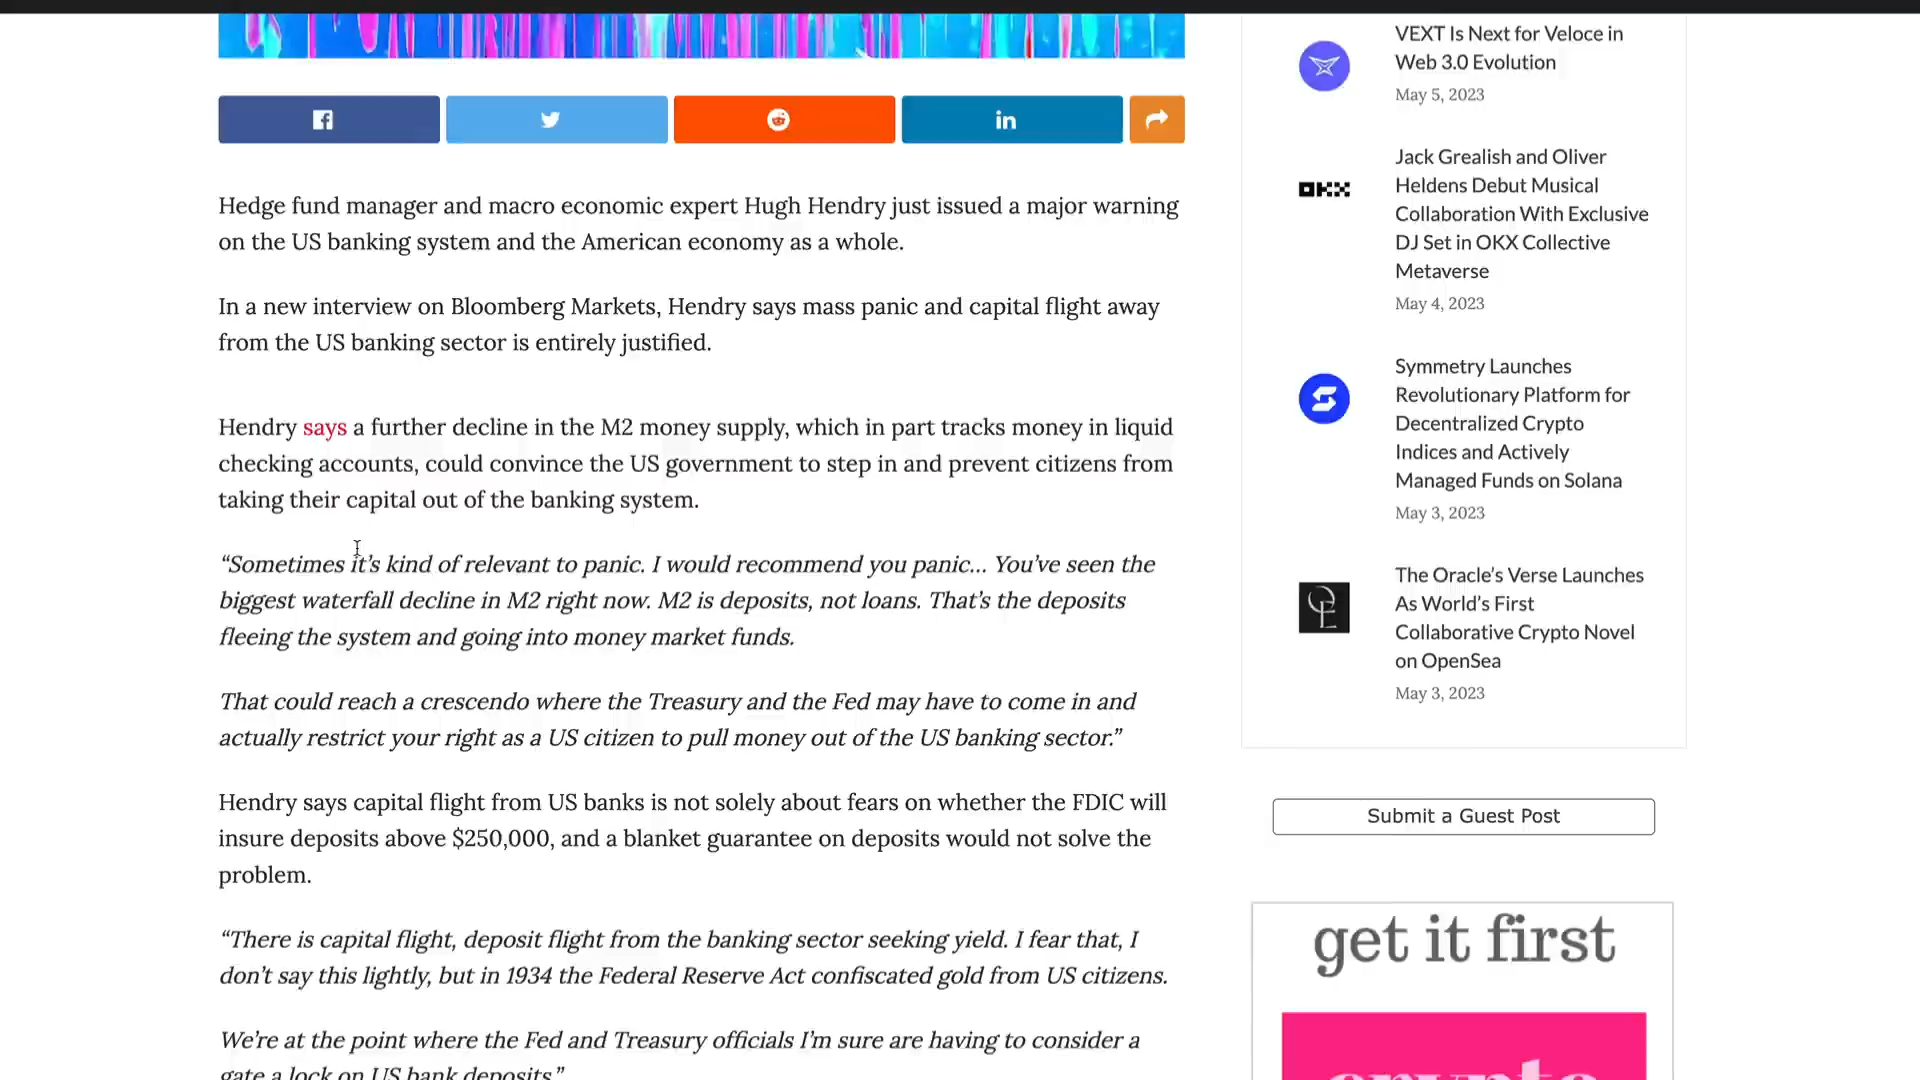 Hedge fund manager and macro economic expert Hugh Hendry just issued a major warning
on the US banking system and the American economy as a whole.
In a new interview on Bloomberg Markets, Hendry says mass panic and capital flight away
from the US banking sector is entirely justified.
Hendry says a further decline in the M2 money supply, which in part tracks money in liquid
checking accounts, could convince the US government to step in and prevent citizens from
taking their capital out of the banking system.
“Sometimes it’s kind of relevant to panic. I would recommend you panic… You’ve seen the
biggest waterfall decline in M2 right now. M2 is deposits, not loans. That’s the deposits
fleeing the system and going into money market funds.
That could reach a crescendo where the Treasury and the Fed may have to come in and
actually restrict your right as a US citizen to pull money out of the US banking sector.”
Hendry says capital flight from US banks is not solely about fears on whether the FDIC will
insure deposits above $250,000, and a blanket guarantee on deposits would not solve the
problem.
“There is capital flight, deposit flight from the banking sector seeking yield. I fear that, I
don’t say this lightly, but in 1934 the Federal Reserve Act confiscated gold from US citizens.
We’re at the point where the Fed and Treasury officials I’m sure are having to consider a
gate a lock on US bank deposits.”
VEXT Is Next for Veloce in
Web 3.0 Evolution
May 5, 2023
OKX
Jack Grealish and Oliver
Heldens Debut Musical
Collaboration With Exclusive
DJ Set in OKX Collective
Metaverse
May 4, 2023
Symmetry Launches
Revolutionary Platform for
Decentralized Crypto
Indices and Actively
Managed Funds on Solana
May 3, 2023
The Oracle’s Verse Launches
As World’s First
Collaborative Crypto Novel
on OpenSea
May 3, 2023
Submit a Guest Post
get it first
crypto